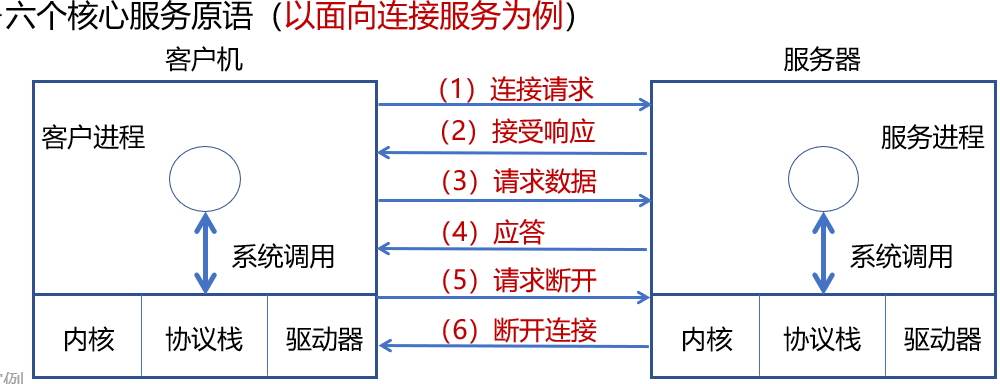 六个核心服务原语（以面向连接服务为例）
客户机
服务器
（1）连接请求
客户进程
（2）接受响应
服务进程
（3）请求数据
（4）应答
系统调用
系统调用
（5）请求断开
内核 协议栈 驱动器
（6）断开连接
内核 协议栈 驱动器